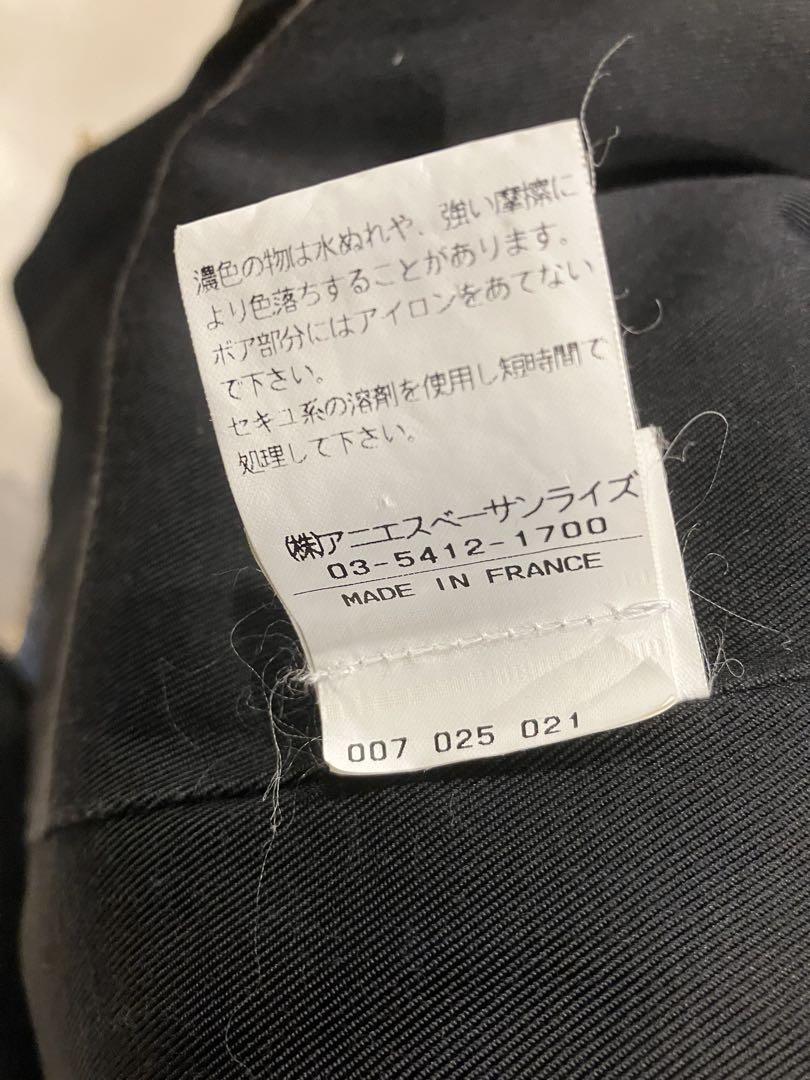 濃色の物は水ぬれや、強い摩擦に
より色落ちすることがあります。
ボア部分にはアイロンをあてない
で下さい。
セキユ系の溶剤を使用し短時間で
処理して下さい。
㈱アニエスベーサンライズ
03-5412-1700
MADE IN FRANCE
007 025 021